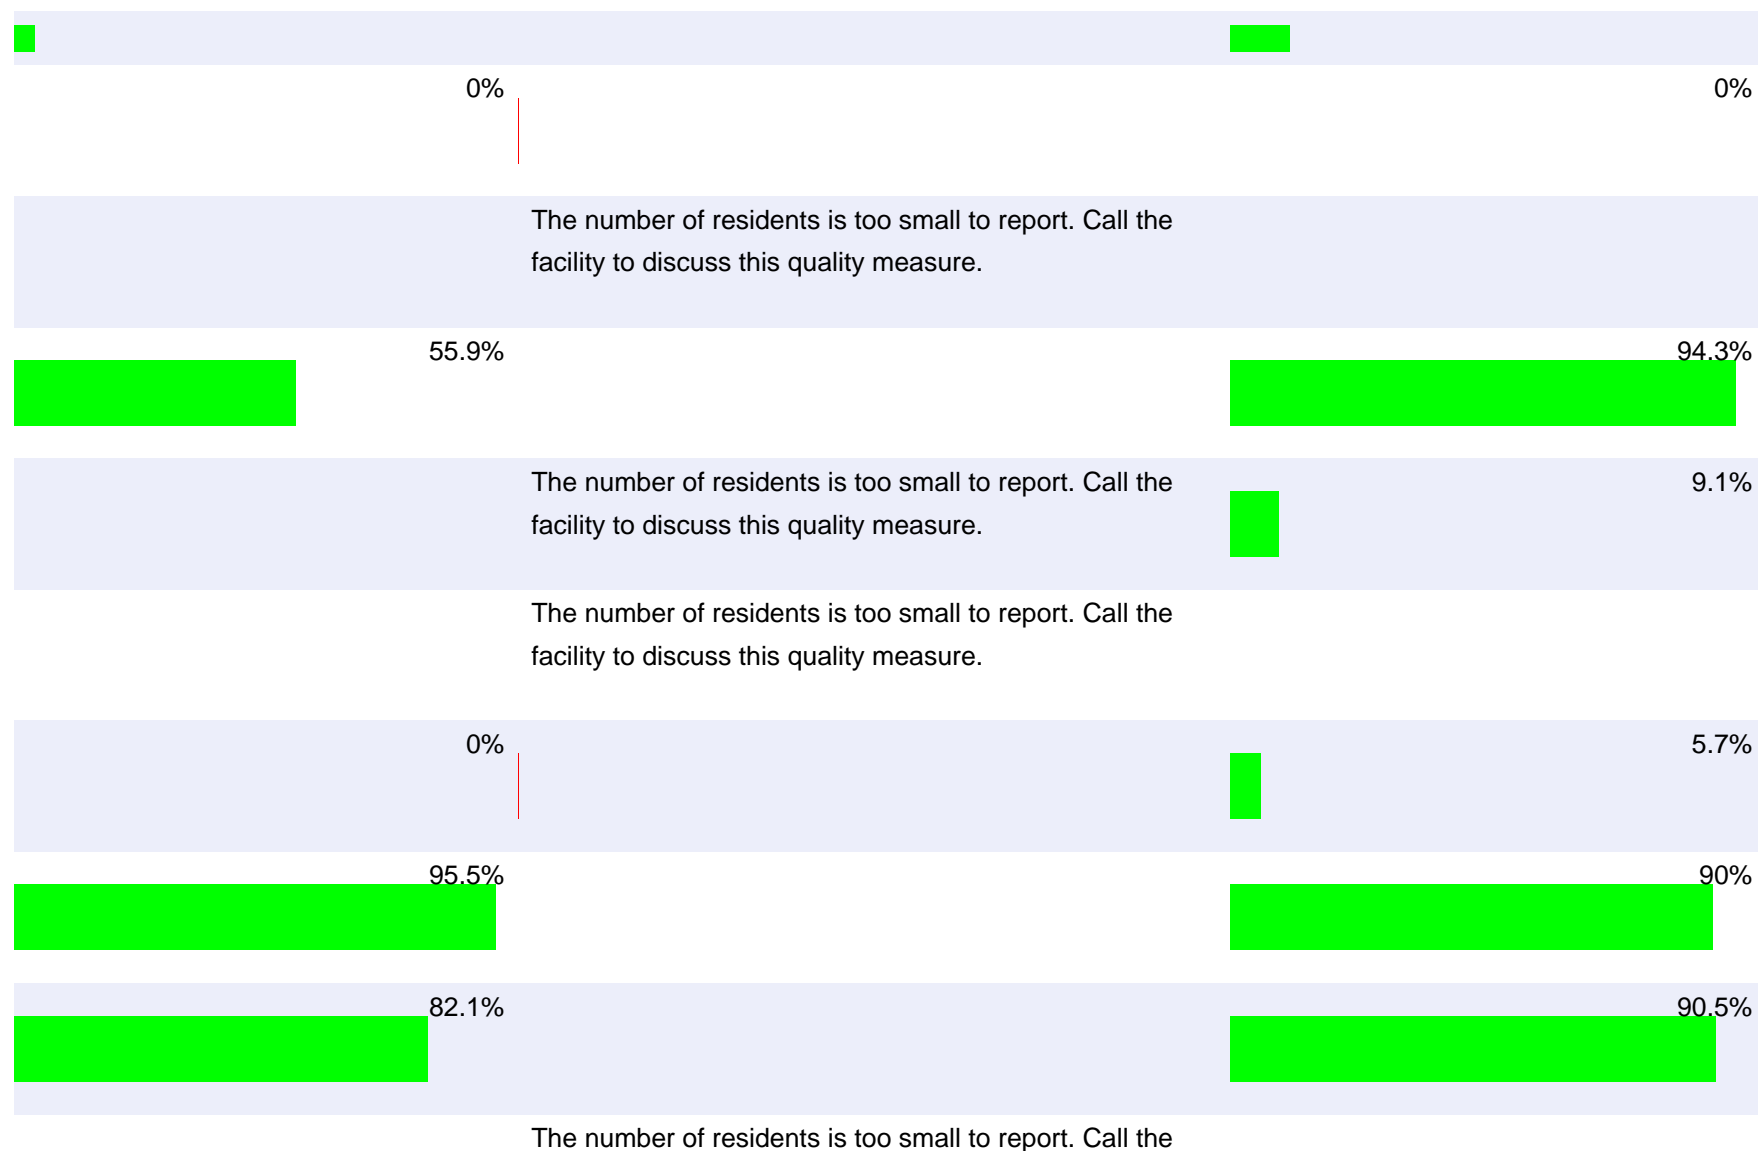 0% 0%
The number of residents is too small to report. Call the
facility to discuss this quality measure.
55.9% 94.3%
The number of residents is too small to report. Call the 9.1%
facility to discuss this quality measure.
The number of residents is too small to report. Call the
facility to discuss this quality measure.
0% 5.7%
95.5% 90%
82.1% 90.5%
The number of residents is too small to report. Call the